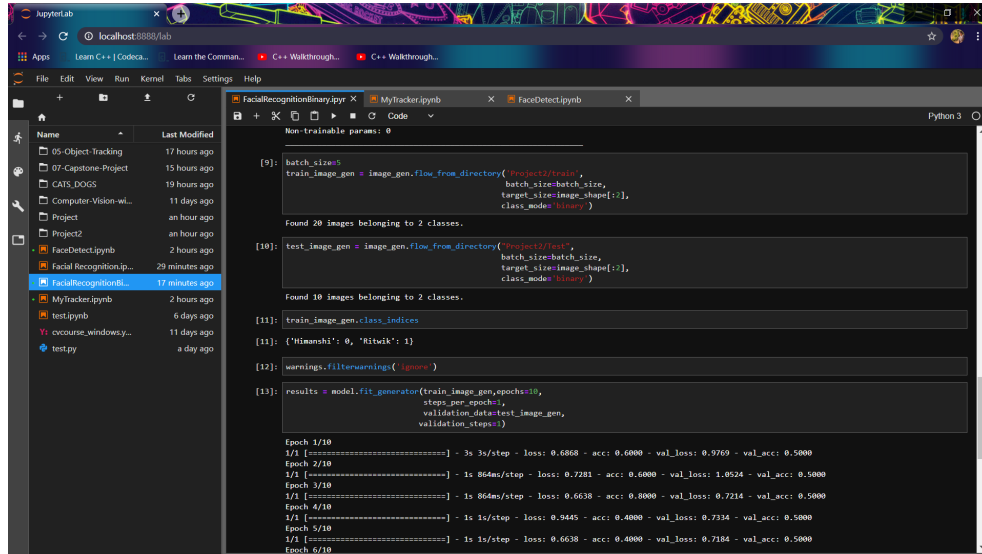 JupyterLab
localhost:8888/lab
Apps Learn C++ | Codeca... Learn the Comman... C++ Walkthrough... C++ Walkthrough...
File Edit View Run Kernel Tabs Settings Help
FacialRecognitionBinary.ipyr MyTracker.ipynb FaceDetect.ipynb
Code Python 3
Name Last Modified
05-Object-Tracking 17 hours ago
07-Capstone-Project 15 hours ago
CATS_DOGS 19 hours ago
Computer-Vision-wi... 11 days ago
Project an hour ago
Project2 an hour ago
FaceDetect.ipynb 2 hours ago
Facial Recognition.ip... 29 minutes ago
FacialRecognitionBi... 17 minutes ago
MyTracker.ipynb 2 hours ago
test.ipynb 6 days ago
Y: cvcourse_windows.y... 11 days ago
test.py a day ago
Non-trainable params: 0
[9]: batch_size=5
train_image_gen = image_gen.flow_from_directory('Project2/train',
batch_size=batch_size,
target_size=image_shape[:2],
class_mode='binary')
Found 20 images belonging to 2 classes.
[10]: test_image_gen = image_gen.flow_from_directory("Project2/Test",
batch_size=batch_size,
target_size=image_shape[:2],
class_mode='binary')
Found 10 images belonging to 2 classes.
[11]: train_image_gen.class_indices
[11]: {'Himanshi': 0, 'Ritwik': 1}
[12]: warnings.filterwarnings('ignore')
[13]: results = model.fit_generator(train_image_gen,epochs=10,
steps_per_epoch=1,
validation_data=test_image_gen,
validation_steps=1)
Epoch 1/10
1/1 [==============================] - 3s 3s/step - loss: 0.6868 - acc: 0.6000 - val_loss: 0.9769 - val_acc: 0.5000
Epoch 2/10
1/1 [==============================] - 1s 864ms/step - loss: 0.7281 - acc: 0.6000 - val_loss: 1.0524 - val_acc: 0.5000
Epoch 3/10
1/1 [==============================] - 1s 864ms/step - loss: 0.6638 - acc: 0.8000 - val_loss: 0.7214 - val_acc: 0.5000
Epoch 4/10
1/1 [==============================] - 1s 1s/step - loss: 0.9445 - acc: 0.4000 - val_loss: 0.7334 - val_acc: 0.5000
Epoch 5/10
1/1 [==============================] - 1s 1s/step - loss: 0.6638 - acc: 0.4000 - val_loss: 0.7184 - val_acc: 0.5000
Epoch 6/10